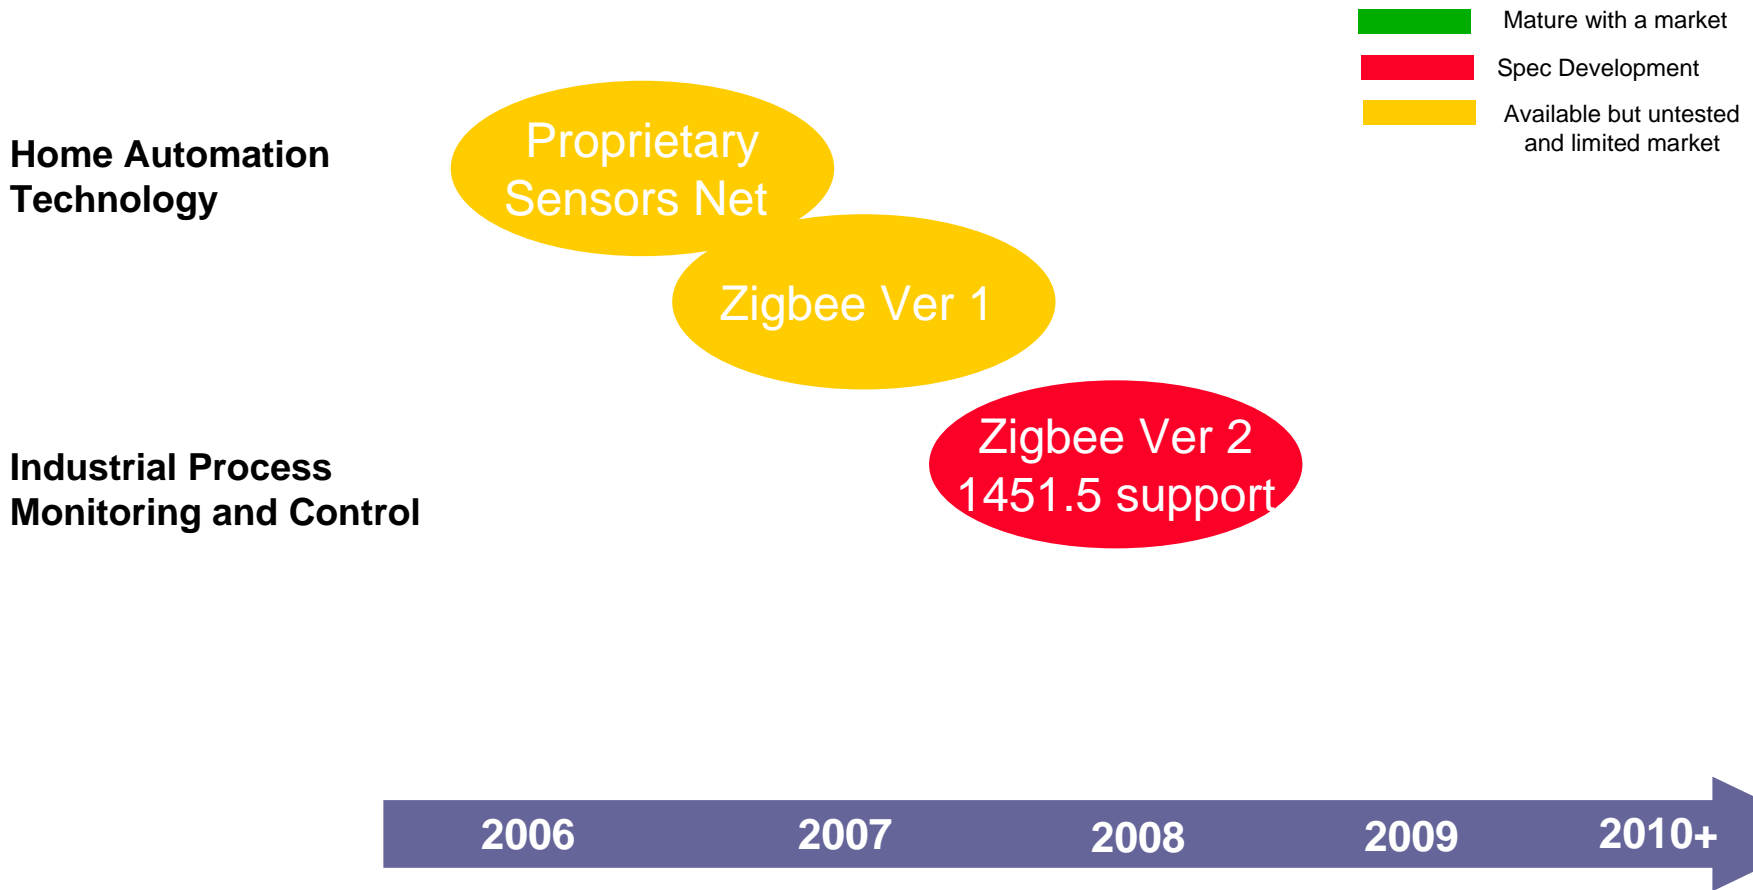 Mature with a market
Spec Development
Available but untested
and limited market
Home Automation
Technology
Proprietary
Sensors Net
Zigbee Ver 1
Industrial Process
Monitoring and Control
Zigbee Ver 2
1451.5 support
2006
2007
2008
2009
2010+